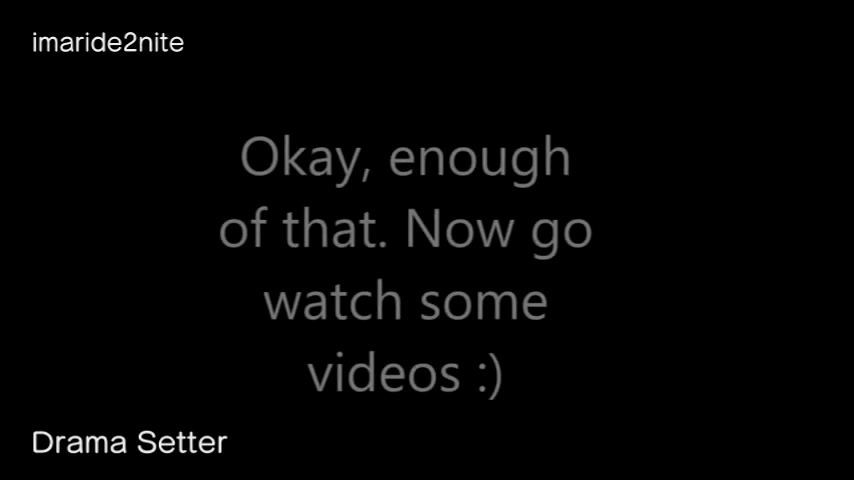 imaride2nite
Okay, enough
of that. Now go
watch some
videos :)
Drama Setter